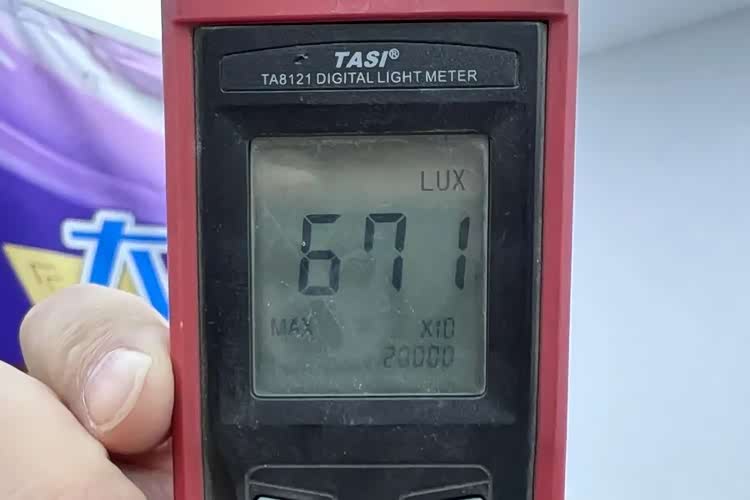 TASI®
TA8121 DIGITAL LIGHT METER
LUX
671
MAX X10
20000